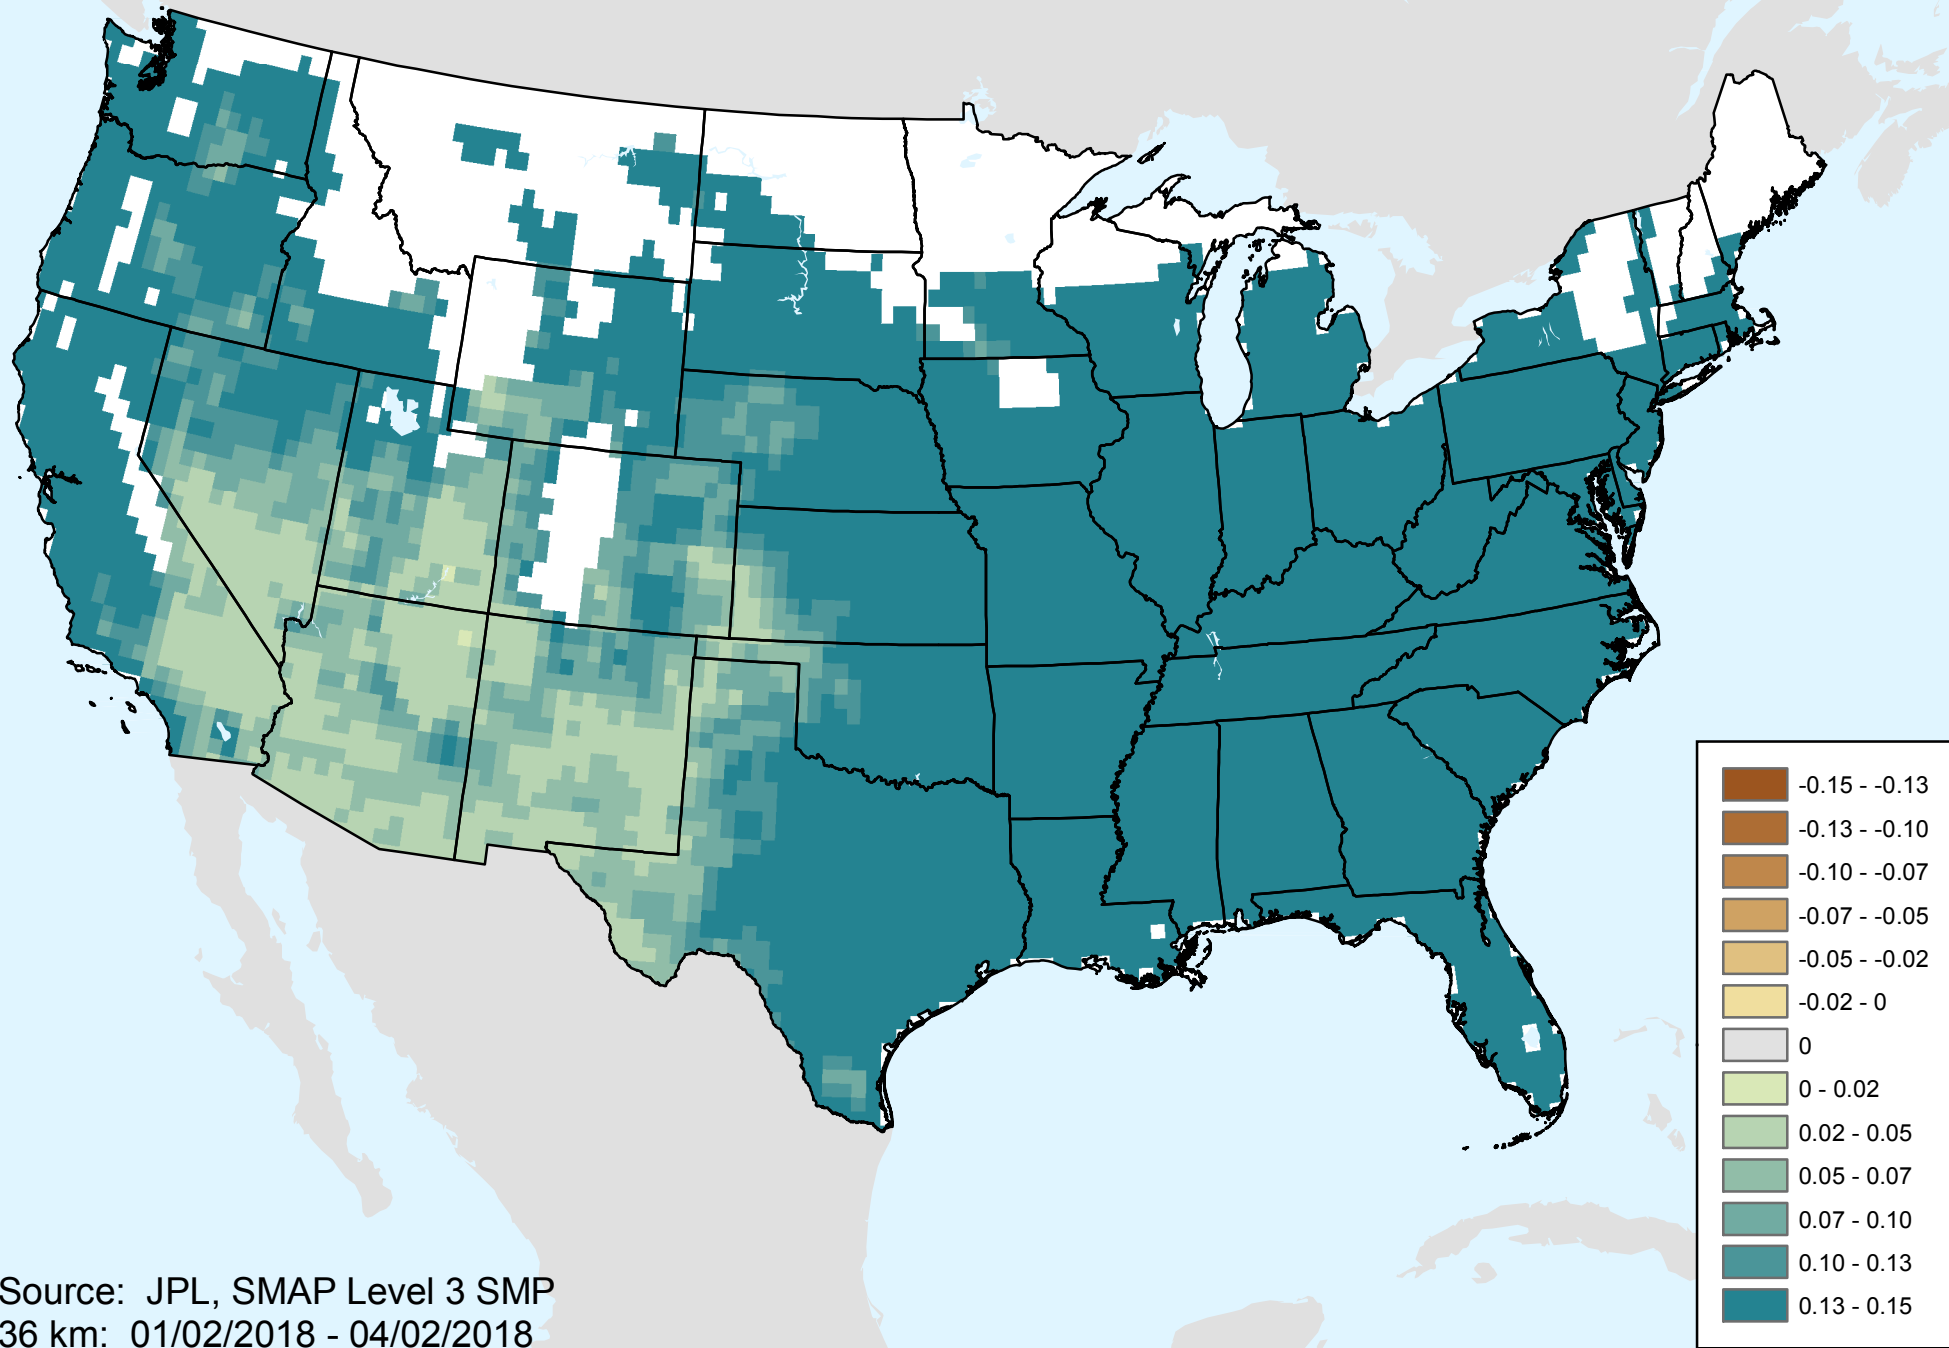 -0.15 - -0.13
-0.13 - -0.10
-0.10 - -0.07
-0.07 - -0.05
-0.05 - -0.02
-0.02 - 0
0
0 - 0.02
0.02 - 0.05
0.05 - 0.07
0.07 - 0.10
0.10 - 0.13
0.13 - 0.15
Source: JPL, SMAP Level 3 SMP
36 km: 01/02/2018 - 04/02/2018